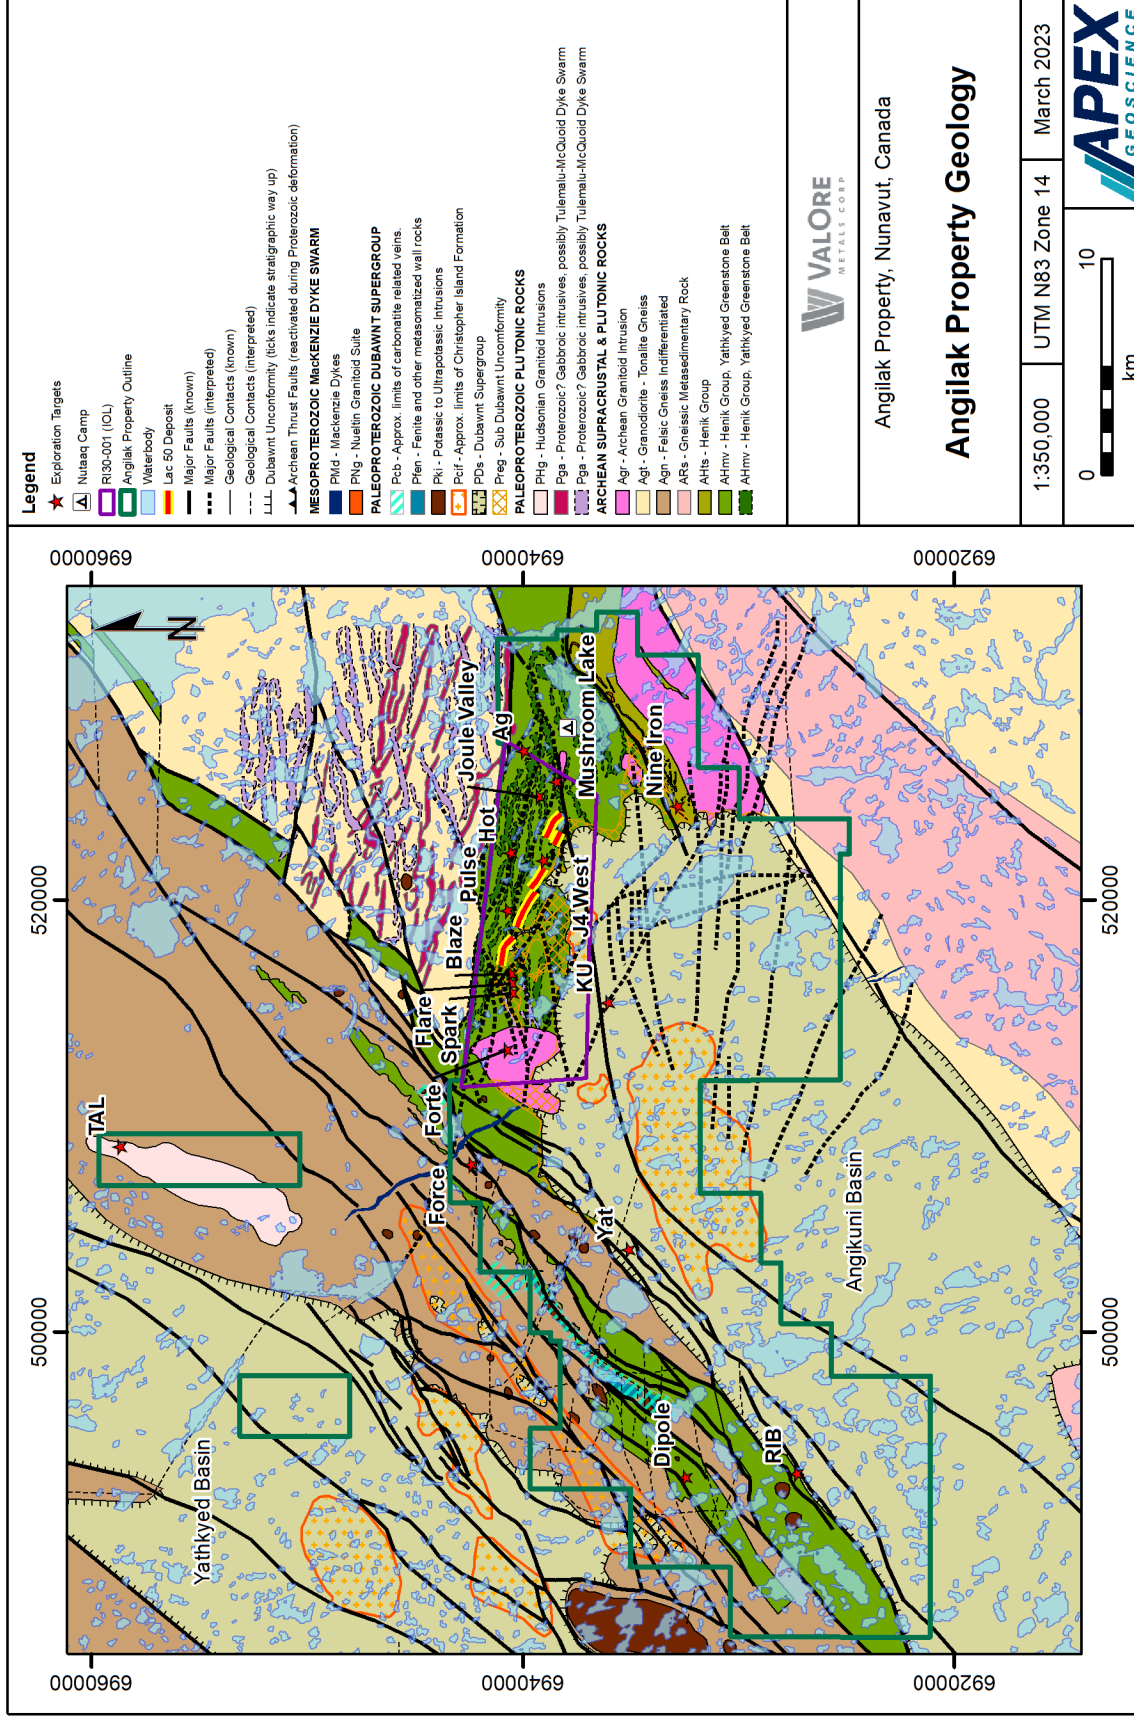 Legend
Exploration Targets
Nutaaq Camp
RI30-001 (IOL)
Angilak Property Outline
Waterbody
Lac 50 Deposit
Major Faults (known)
Major Faults (interpreted)
Geological Contacts (known)
Geological Contacts (interpreted)
Dubawnt Unconformity (ticks indicate stratigraphic way up)
Archean Thrust Faults (reactivated during Proterozoic deformation)
MESOPROTEROZOIC MacKENZIE DYKE SWARM
PMd - Mackenzie Dykes
PNg - Nueltin Granitoid Suite
PALEOPROTEROZOIC DUBAWNT SUPERGROUP
Pcb - Approx. limits of carbonatite related veins.
Pfen - Fenite and other metasomatized wall rocks
Pki - Potassic to Ultrapotassic Intrusions
Pcif - Approx. limits of Christopher Island Formation
PDs - Dubawnt Supergroup
Preg - Sub Dubawnt Uncomformity
PALEOPROTEROZOIC PLUTONIC ROCKS
PHg - Hudsonian Granitoid Intrusions
Pga - Proterozoic? Gabbroic intrusives, possibly Tulemalu-McQuoid Dyke Swarm
Pga - Proterozoic? Gabbroic intrusives, possibly Tulemalu-McQuoid Dyke Swarm
ARCHEAN SUPRACRUSTAL & PLUTONIC ROCKS
Agr - Archean Granitoid Intrusion
Agt - Granodiorite - Tonalite Gneiss
Agn - Felsic Gneiss Indifferentiated
ARs - Gneissic Metasedimentary Rock
AHts - Henik Group
AHmv - Henik Group, Yathkyed Greenstone Belt
AHmv - Henik Group, Yathkyed Greenstone Belt
VALORE
METALS CORP
Angilak Property, Nunavut, Canada
Angilak Property Geology
1:350,000
UTM N83 Zone 14
March 2023
0
10
km
APEX
GEOSCIENCE
500000
520000
6960000
6960000
N
TAL
Yathkyed Basin
Force
Forte
Spark
Flare
Blaze
Pulse
Hot
Joule Valley
Ag
6940000
6940000
KU
J4 West
Mushroom Lake
Yat
Nine Iron
Dipole
RIB
Angikuni Basin
6920000
6920000
500000
520000